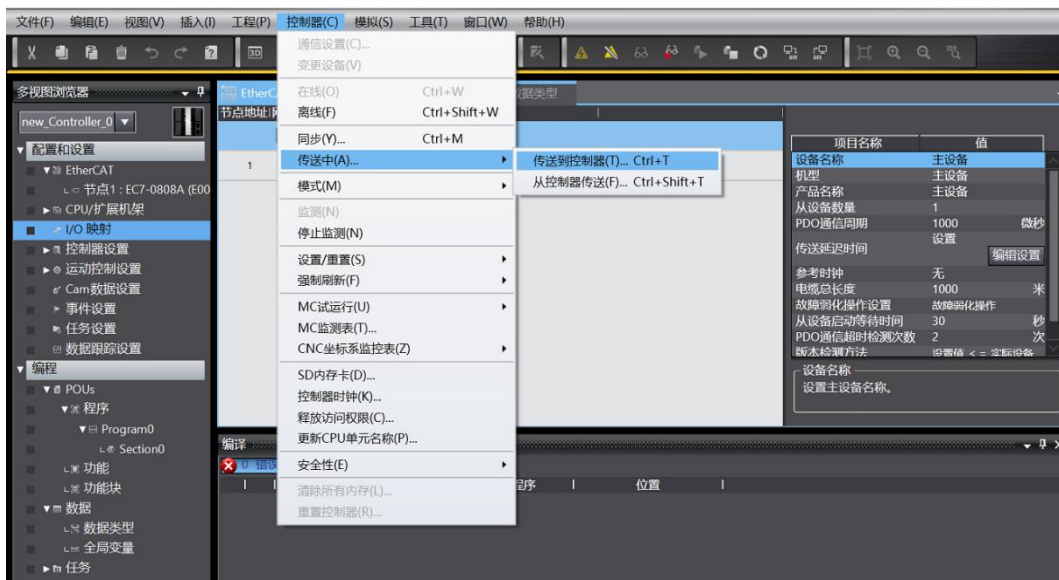 文件(F) 编辑(E) 视图(V) 插入(I) 工程(P) 控制器(C) 模拟(S) 工具(T) 窗口(W) 帮助(H)
3D
多视图浏览器
new_Controller_0
配置和设置
EtherCAT
节点1 : EC7-0808A (E00
CPU/扩展机架
I/O 映射
控制器设置
运动控制设置
Cam数据设置
事件设置
任务设置
数据跟踪设置
编程
POUs
程序
Program0
Section0
功能
功能块
数据
数据类型
全局变量
任务
EtherC
数据类型
节点地址
1
通信设置(C)...
变更设备(V)
在线(O) Ctrl+W
离线(F) Ctrl+Shift+W
同步(Y)... Ctrl+M
传送中(A)...
模式(M)
监测(N)
停止监测(N)
设置/重置(S)
强制刷新(F)
MC试运行(U)
MC监测表(T)...
CNC坐标系监控表(Z)
SD内存卡(D)...
控制器时钟(K)...
释放访问权限(C)...
更新CPU单元名称(P)...
安全性(E)
清除所有内存(L)...
重置控制器(R)...
传送到控制器(T)... Ctrl+T
从控制器传送(F)... Ctrl+Shift+T
项目名称 值
设备名称 主设备
机型 主设备
产品名称 主设备
从设备数量 1
PDO通信周期 1000 微秒
传送延迟时间 设置
编辑设置
参考时钟 无
电缆总长度 1000 米
故障弱化操作设置 故障弱化操作
从设备启动等待时间 30 秒
PDO通信超时检测次数 2 次
版本检测方法 设置值 <= 实际设备
设备名称
设置主设备名称。
编译
0 错误
程序 位置